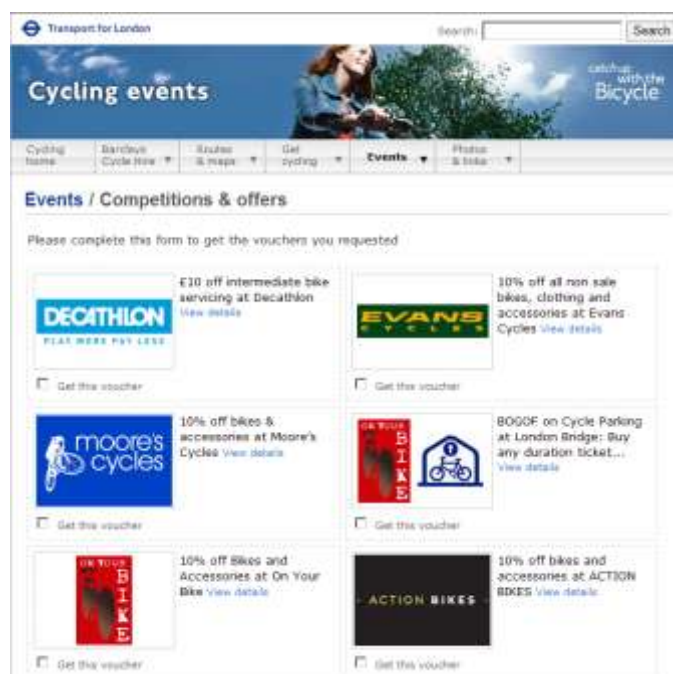 Transport for London
Search:
Search
Cycling events
catch up
with the
Bicycle
Cycling
home
Barclays
Cycle Hire
Routes
& maps
Get
cycling
Events
Photos
& links
Events / Competitions & offers
Please complete this form to get the vouchers you requested
DECATHLON
PLAY MORE PAY LESS
£10 off intermediate bike
servicing at Decathlon
View details
Get this voucher
EVANS
CYCLES
10% off all non sale
bikes, clothing and
accessories at Evans
Cycles View details
Get this voucher
moore's
cycles
10% off bikes &
accessories at Moore's
Cycles View details
Get this voucher
ON YOUR
BIKE
BOGOF on Cycle Parking
at London Bridge: Buy
any duration ticket...
View details
Get this voucher
ON YOUR
BIKE
10% off Bikes and
Accessories at On Your
Bike View details
Get this voucher
ACTION BIKES
10% off bikes and
accessories at ACTION
BIKES View details
Get this voucher